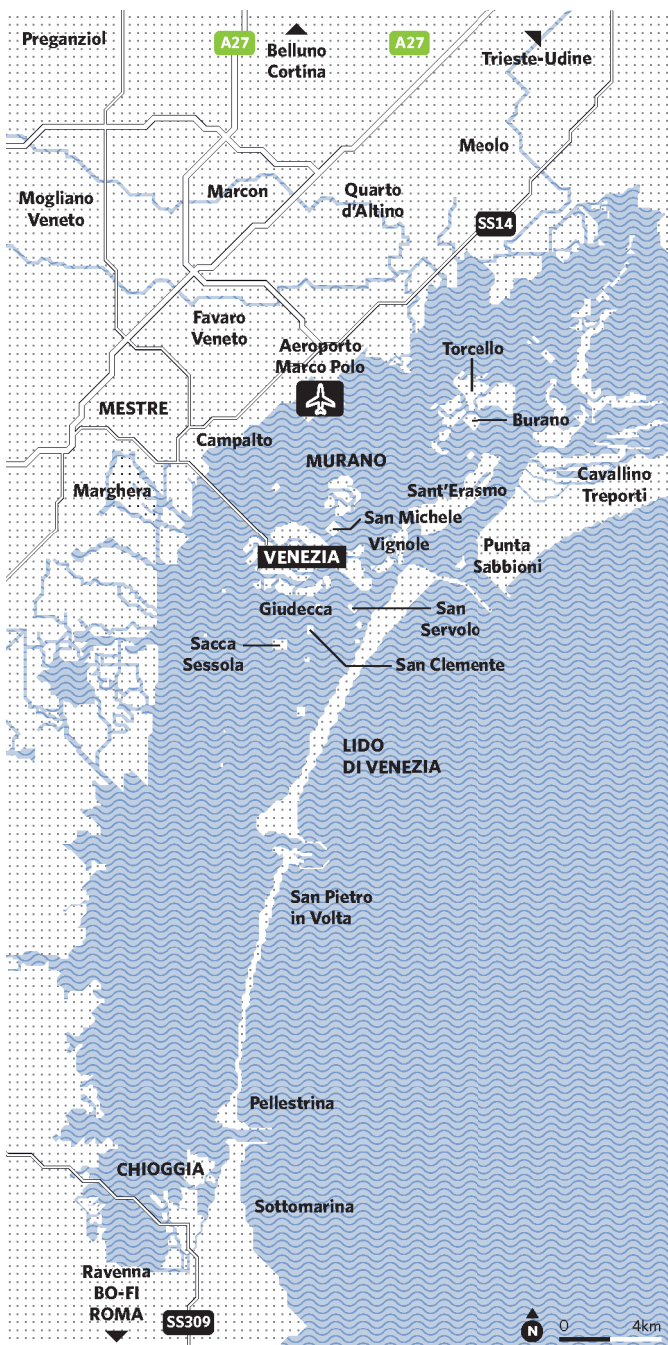 Preganziol
A27
Belluno
Cortina
A27
Trieste-Udine
Meolo
Mogliano
Veneto
Marcon
Quarto
d'Altino
SS14
Favaro
Veneto
Aeroporto
Marco Polo
Torcello
MESTRE
Burano
Campalto
MURANO
Marghera
Sant'Erasmo
Cavallino
Treporti
San Michele
VENEZIA
Vignole
Punta
Sabbioni
Giudecca
San
Servolo
Sacca
Sessola
San Clemente
LIDO
DI VENEZIA
San Pietro
in Volta
Pellestrina
CHIOGGIA
Sottomarina
Ravenna
BO-FI
ROMA
SS309
N
0 4km